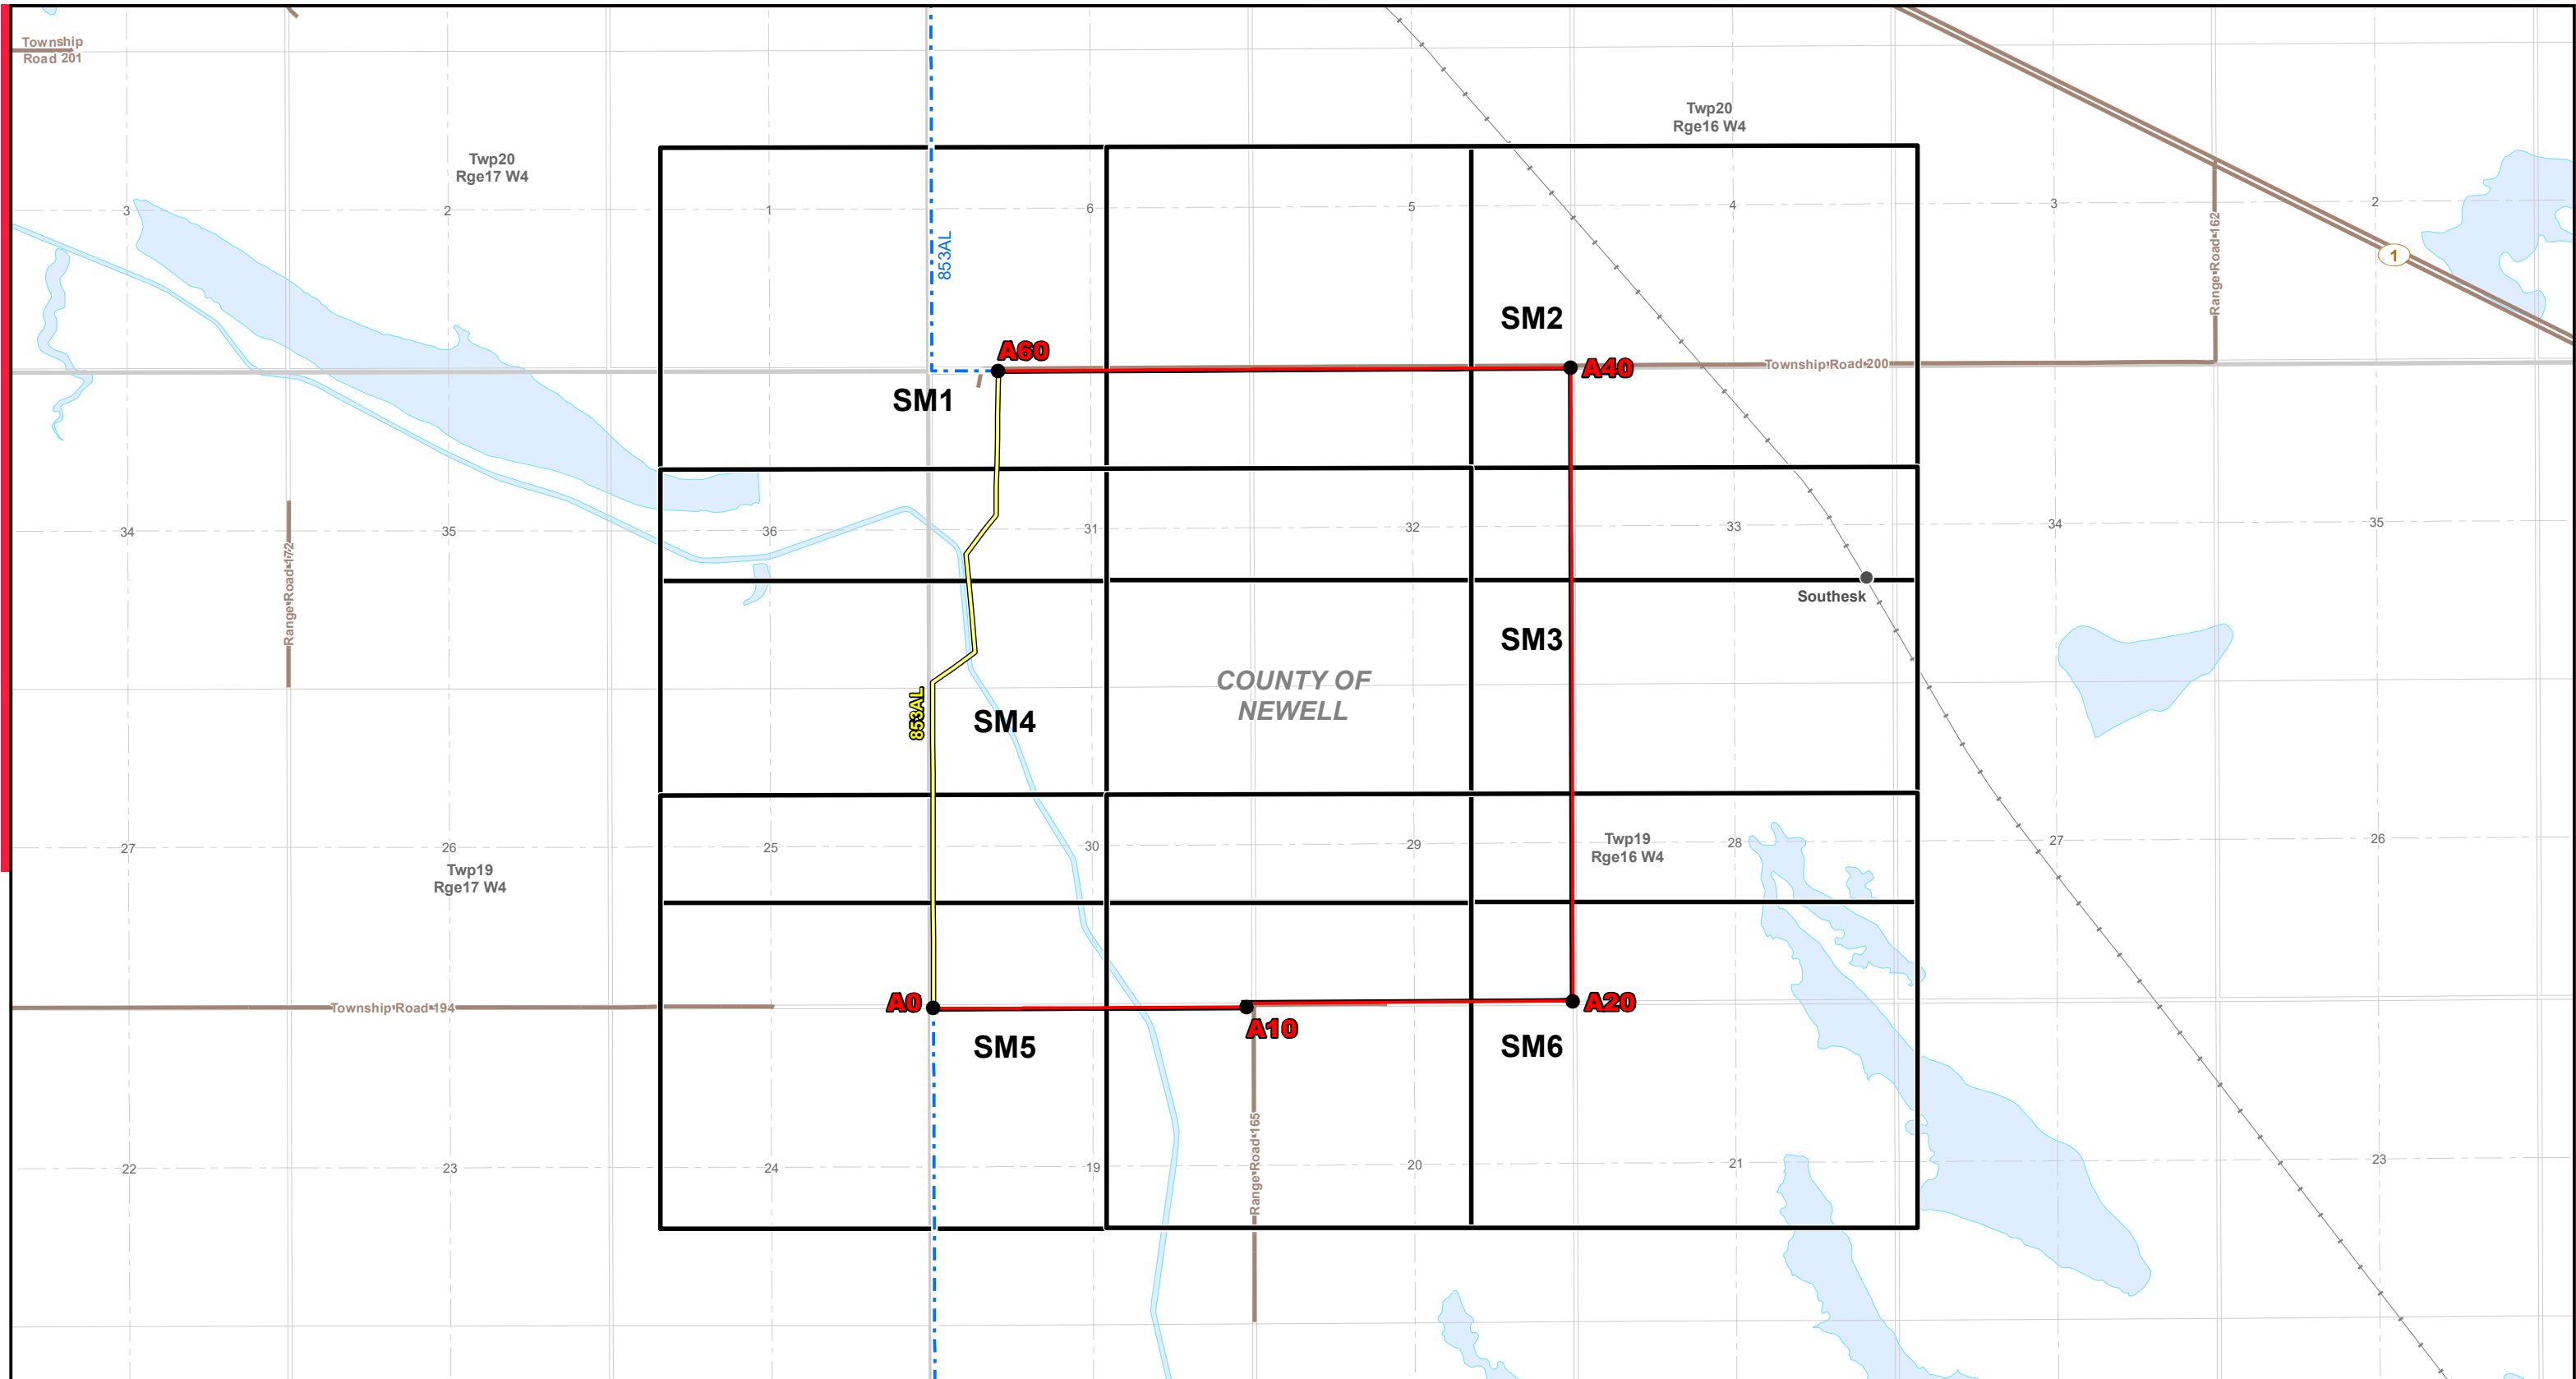 Township
Road 201
Twp20
Rge16 W4
Twp20
Rge17 W4
3
2
1
6
5
4
3
2
853AL
Range Road 162
1
SM2
A60
A40
Township Road 200
SM1
34
35
36
31
32
33
34
35
Range Road 172
Southesk
SM3
COUNTY OF
NEWELL
853AL
SM4
27
26
25
30
29
28
27
26
Twp19
Rge16 W4
Twp19
Rge17 W4
Township Road 194
A0
A10
A20
SM5
SM6
Range Road 165
22
23
24
19
20
21
23